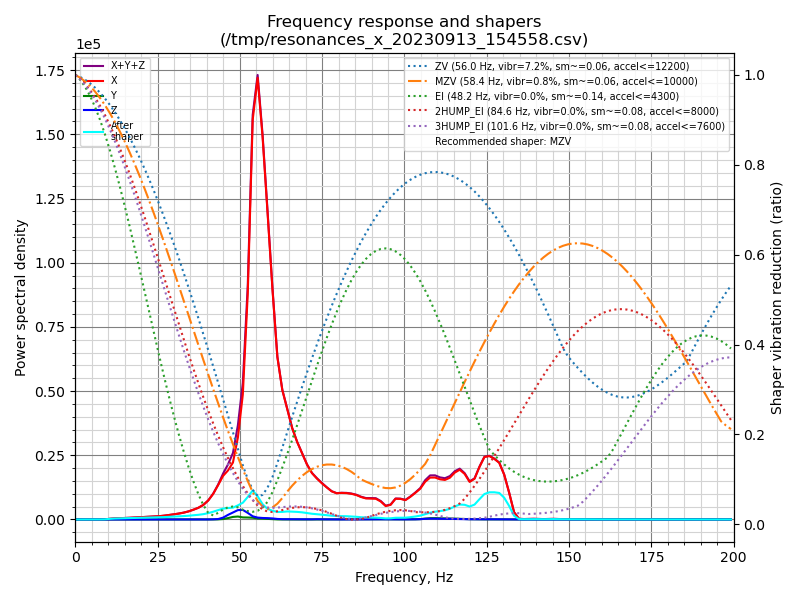 Frequency response and shapers
(/tmp/resonances_x_20230913_154558.csv)
1e5
X+Y+Z
X
Y
Z
After
shaper
ZV (56.0 Hz, vibr=7.2%, sm~=0.06, accel<=12200)
MZV (58.4 Hz, vibr=0.8%, sm~=0.06, accel<=10000)
EI (48.2 Hz, vibr=0.0%, sm~=0.14, accel<=4300)
2HUMP_EI (84.6 Hz, vibr=0.0%, sm~=0.08, accel<=8000)
3HUMP_EI (101.6 Hz, vibr=0.0%, sm~=0.08, accel<=7600)
Recommended shaper: MZV
Power spectral density
1.75
1.50
1.25
1.00
0.75
0.50
0.25
0.00
1.0
0.8
0.6
0.4
0.2
0.0
Shaper vibration reduction (ratio)
0 25 50 75 100 125 150 175 200
Frequency, Hz